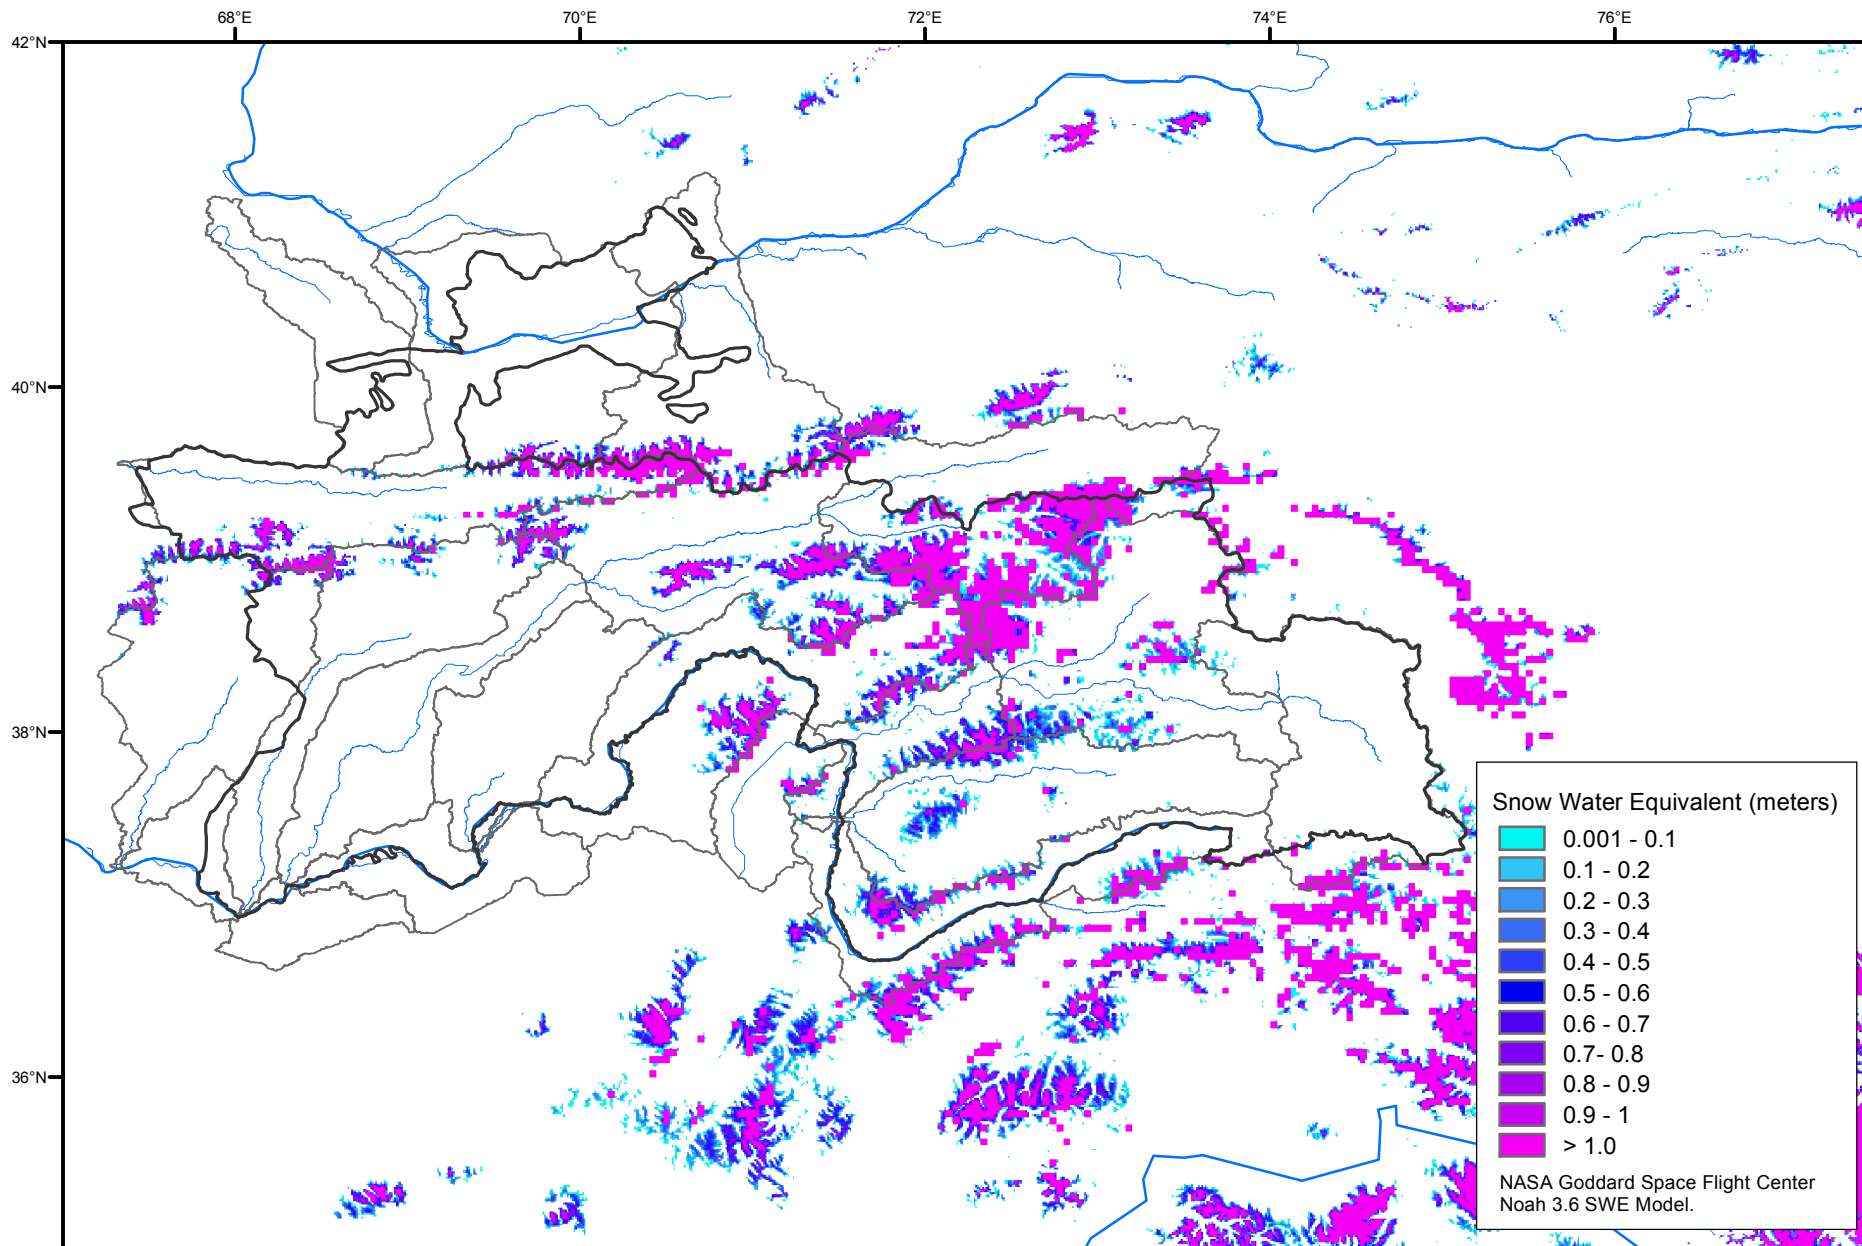 68°E
70°E
72°E
74°E
76°E
42°N
40°N
38°N
36°N
Snow Water Equivalent (meters)
0.001 - 0.1
0.1 - 0.2
0.2 - 0.3
0.3 - 0.4
0.4 - 0.5
0.5 - 0.6
0.6 - 0.7
0.7- 0.8
0.8 - 0.9
0.9 - 1
> 1.0
NASA Goddard Space Flight Center
Noah 3.6 SWE Model.